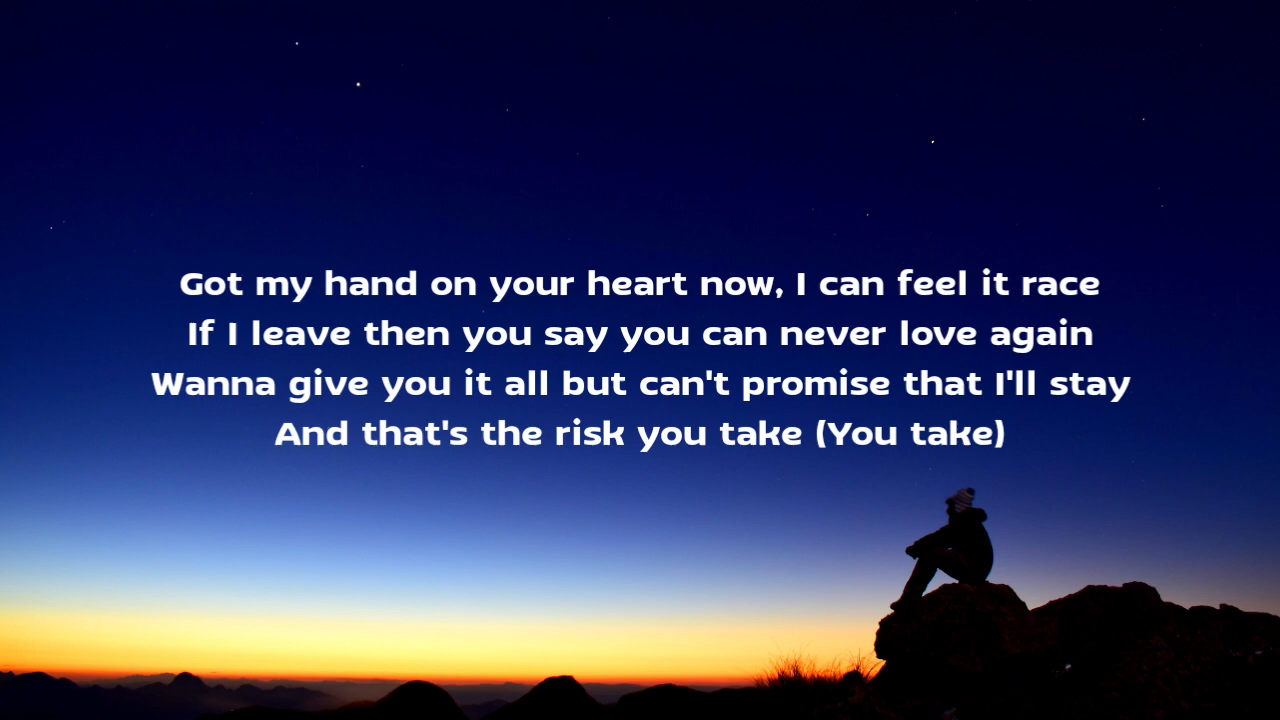 Got my hand on your heart now, I can feel it race
If I leave then you say you can never love again
Wanna give you it all but can't promise that I'll stay
And that's the risk you take (You take)